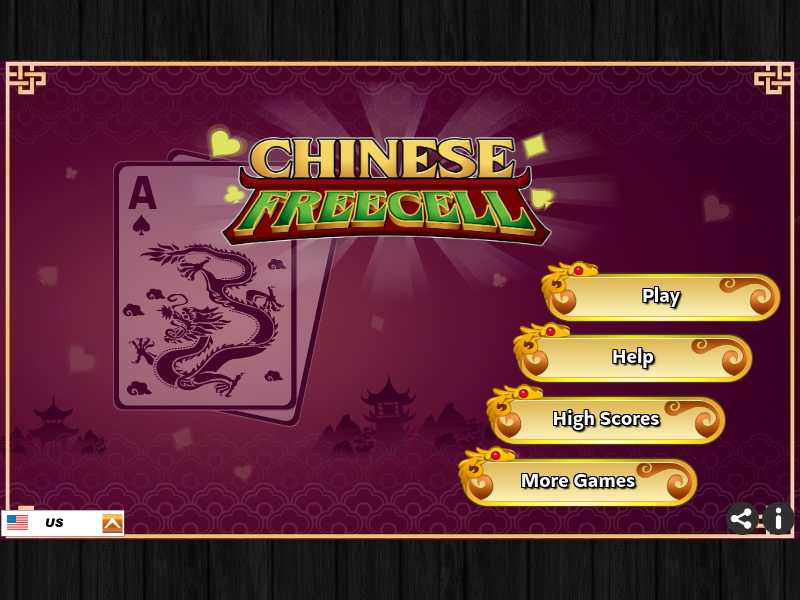 CHINESE
FREECELL
A
Play
Help
High Scores
More Games
US